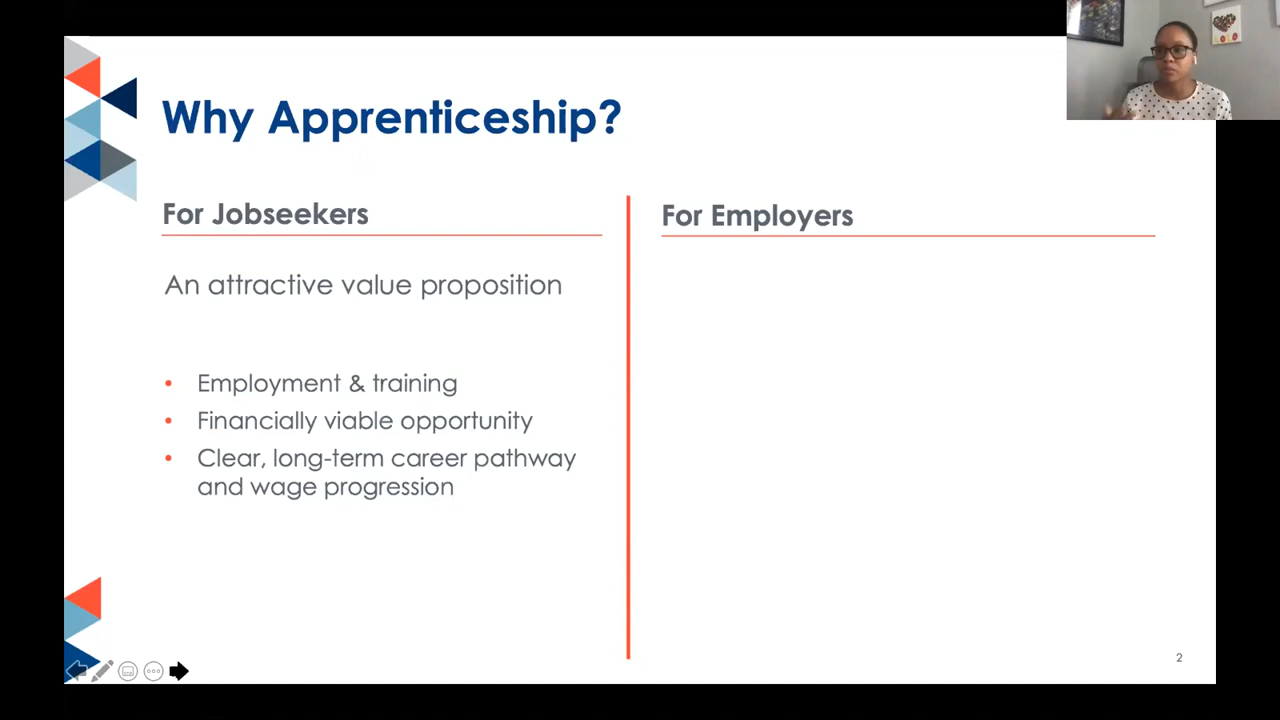 Why Apprenticeship?
For Jobseekers
An attractive value proposition
• Employment & training
• Financially viable opportunity
• Clear, long-term career pathway
and wage progression
For Employers
2